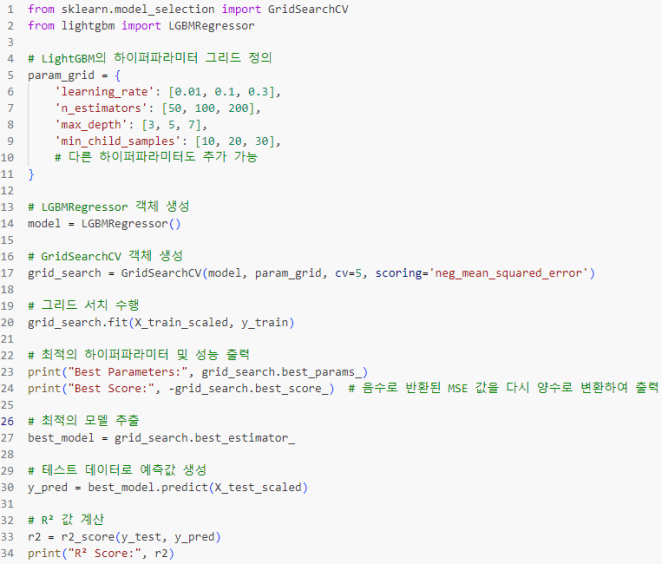 1 from sklearn.model_selection import GridSearchCV
2 from lightgbm import LGBMRegressor
3
4 # LightGBM의 하이퍼파라미터 그리드 정의
5 param_grid = {
6     'learning_rate': [0.01, 0.1, 0.3],
7     'n_estimators': [50, 100, 200],
8     'max_depth': [3, 5, 7],
9     'min_child_samples': [10, 20, 30],
10     # 다른 하이퍼파라미터도 추가 가능
11 }
12
13 # LGBMRegressor 객체 생성
14 model = LGBMRegressor()
15
16 # GridSearchCV 객체 생성
17 grid_search = GridSearchCV(model, param_grid, cv=5, scoring='neg_mean_squared_error')
18
19 # 그리드 서치 수행
20 grid_search.fit(X_train_scaled, y_train)
21
22 # 최적의 하이퍼파라미터 및 성능 출력
23 print("Best Parameters:", grid_search.best_params_)
24 print("Best Score:", -grid_search.best_score_)  # 음수로 반환된 MSE 값을 다시 양수로 변환하여 출력
25
26 # 최적의 모델 추출
27 best_model = grid_search.best_estimator_
28
29 # 테스트 데이터로 예측값 생성
30 y_pred = best_model.predict(X_test_scaled)
31
32 # R² 값 계산
33 r2 = r2_score(y_test, y_pred)
34 print("R² Score:", r2)